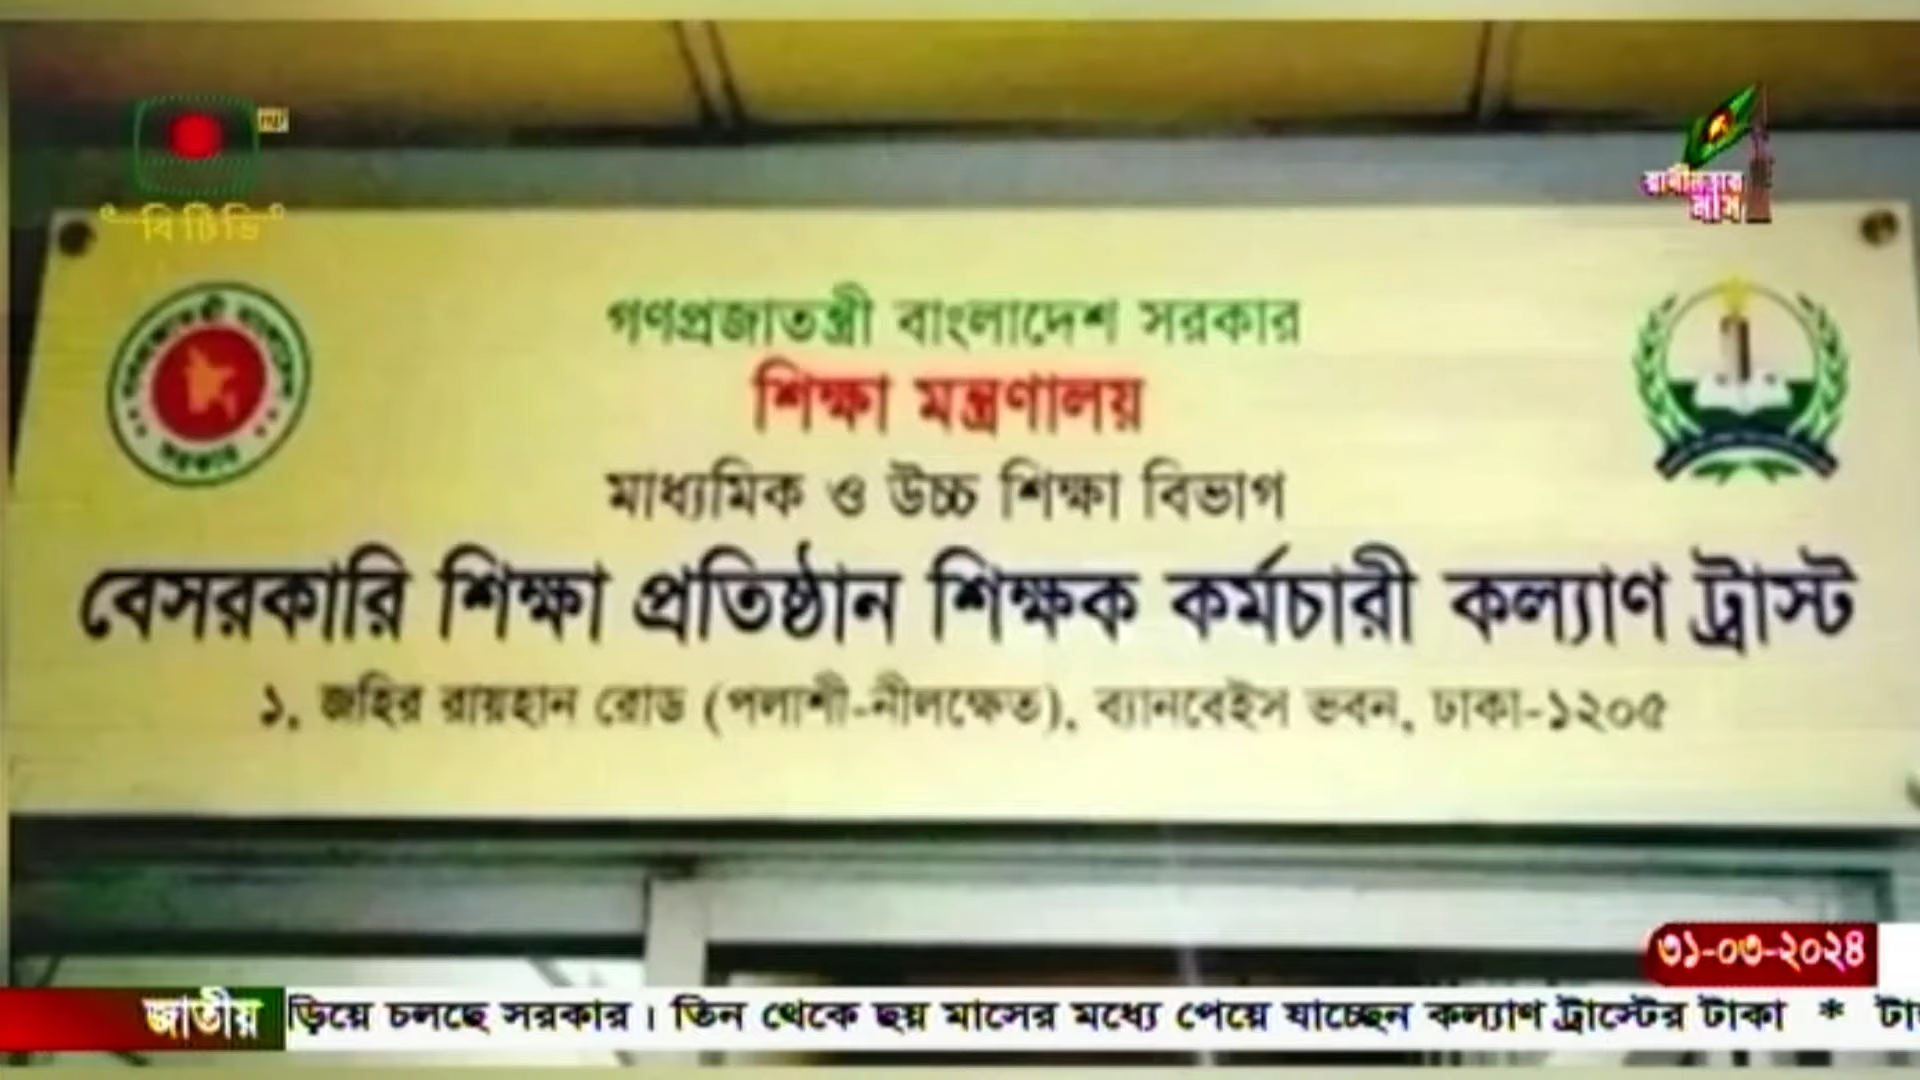 বিটিভি
স্বাধীনতার
মাস
গণপ্রজাতন্ত্রী বাংলাদেশ সরকার
শিক্ষা মন্ত্রণালয়
মাধ্যমিক ও উচ্চ শিক্ষা বিভাগ
বেসরকারি শিক্ষা প্রতিষ্ঠান শিক্ষক কর্মচারী কল্যাণ ট্রাস্ট
১, জহির রায়হান রোড (পলাশী-নীলক্ষেত), ব্যানবেইস ভবন, ঢাকা-১২০৫
৩১-০৩-২০২৪
জাতীয় ড়িয়ে চলছে সরকার। তিন থেকে ছয় মাসের মধ্যে পেয়ে যাচ্ছেন কল্যাণ ট্রাস্টের টাকা *